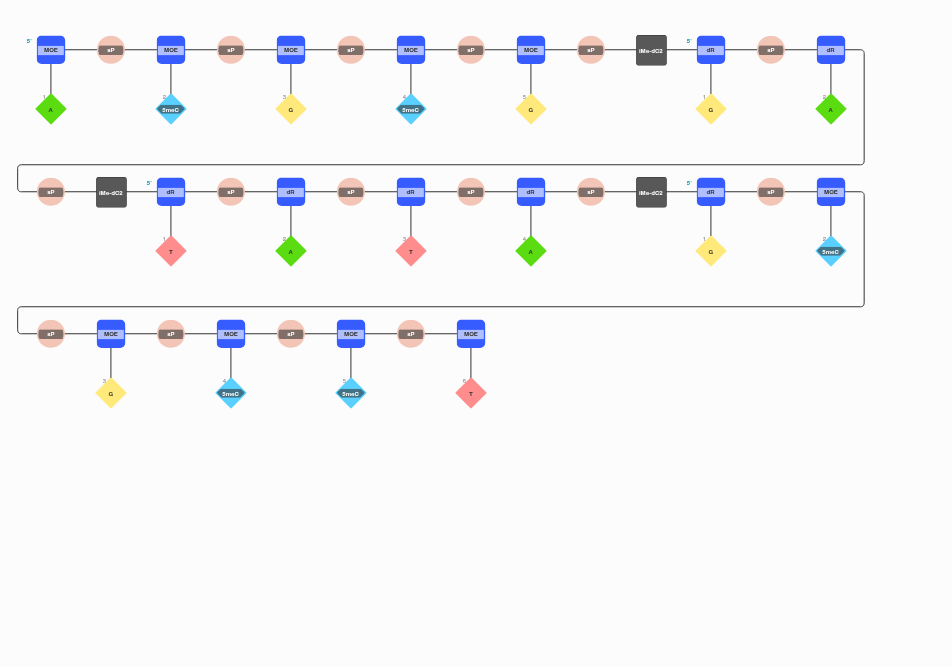 5' MOE sP MOE sP MOE sP MOE sP MOE sP iMe-dC2 5' dR sP dR
1 2 3 4 5 1 2
A 5meC G 5meC G G A
sP iMe-dC2 5' dR sP dR sP dR sP dR sP iMe-dC2 5' dR sP MOE
1 2 3 4 1 2
T A T A G 5meC
sP MOE sP MOE sP MOE sP MOE
3 4 5 6
G 5meC 5meC T